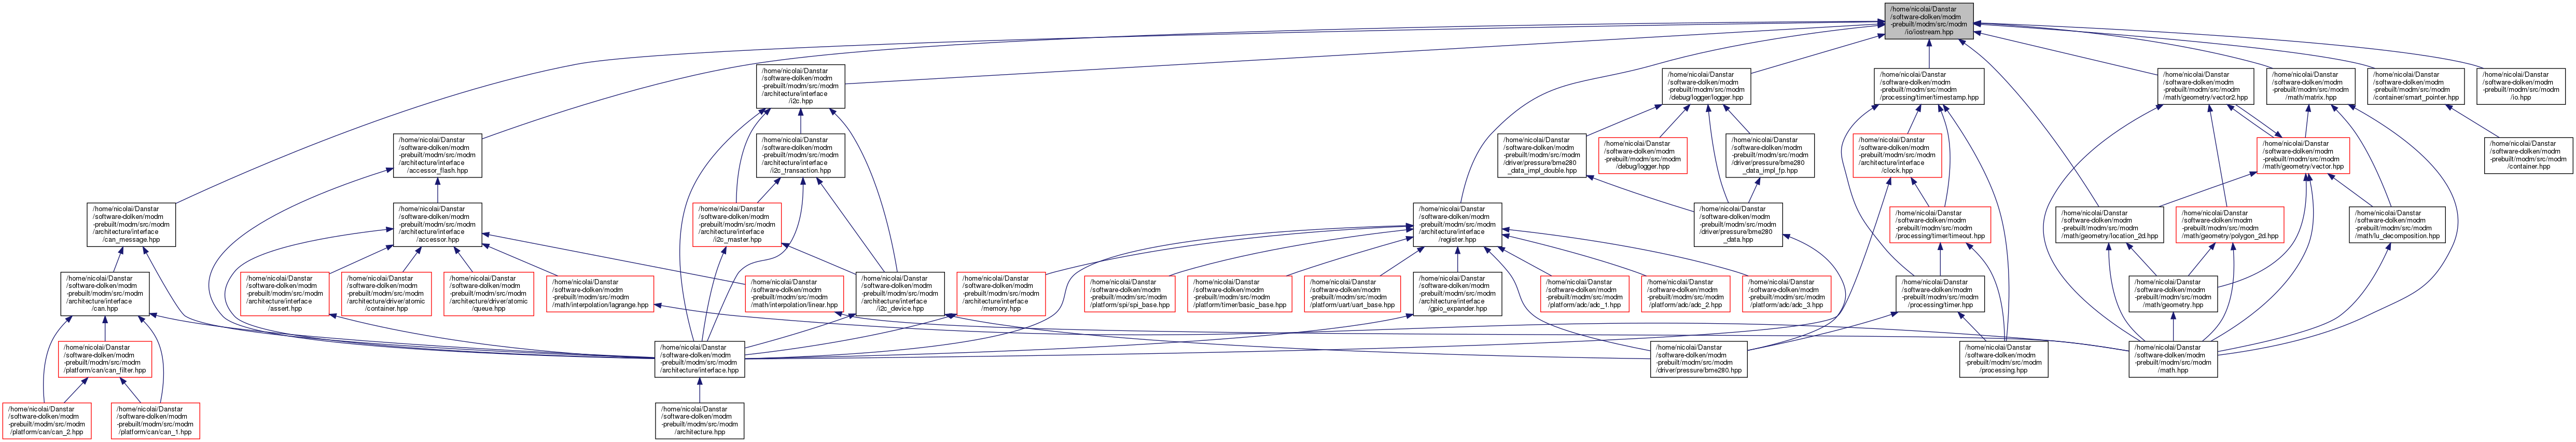 /home/nicolai/Danstar
/software-dolken/modm
-prebuilt/modm/src/modm
/io/iostream.hpp
/home/nicolai/Danstar
/software-dolken/modm
-prebuilt/modm/src/modm
/architecture/interface
/i2c.hpp
/home/nicolai/Danstar
/software-dolken/modm
-prebuilt/modm/src/modm
/debug/logger/logger.hpp
/home/nicolai/Danstar
/software-dolken/modm
-prebuilt/modm/src/modm
/processing/timer/timestamp.hpp
/home/nicolai/Danstar
/software-dolken/modm
-prebuilt/modm/src/modm
/math/geometry/vector2.hpp
/home/nicolai/Danstar
/software-dolken/modm
-prebuilt/modm/src/modm
/math/matrix.hpp
/home/nicolai/Danstar
/software-dolken/modm
-prebuilt/modm/src/modm
/container/smart_pointer.hpp
/home/nicolai/Danstar
/software-dolken/modm
-prebuilt/modm/src/modm
/io.hpp
/home/nicolai/Danstar
/software-dolken/modm
-prebuilt/modm/src/modm
/architecture/interface
/accessor_flash.hpp
/home/nicolai/Danstar
/software-dolken/modm
-prebuilt/modm/src/modm
/architecture/interface
/i2c_transaction.hpp
/home/nicolai/Danstar
/software-dolken/modm
-prebuilt/modm/src/modm
/driver/pressure/bme280
_data_impl_double.hpp
/home/nicolai/Danstar
/software-dolken/modm
-prebuilt/modm/src/modm
/debug/logger.hpp
/home/nicolai/Danstar
/software-dolken/modm
-prebuilt/modm/src/modm
/driver/pressure/bme280
_data_impl_fp.hpp
/home/nicolai/Danstar
/software-dolken/modm
-prebuilt/modm/src/modm
/architecture/interface
/clock.hpp
/home/nicolai/Danstar
/software-dolken/modm
-prebuilt/modm/src/modm
/math/geometry/vector.hpp
/home/nicolai/Danstar
/software-dolken/modm
-prebuilt/modm/src/modm
/container.hpp
/home/nicolai/Danstar
/software-dolken/modm
-prebuilt/modm/src/modm
/architecture/interface
/can_message.hpp
/home/nicolai/Danstar
/software-dolken/modm
-prebuilt/modm/src/modm
/architecture/interface
/accessor.hpp
/home/nicolai/Danstar
/software-dolken/modm
-prebuilt/modm/src/modm
/architecture/interface
/i2c_master.hpp
/home/nicolai/Danstar
/software-dolken/modm
-prebuilt/modm/src/modm
/architecture/interface
/register.hpp
/home/nicolai/Danstar
/software-dolken/modm
-prebuilt/modm/src/modm
/driver/pressure/bme280
_data.hpp
/home/nicolai/Danstar
/software-dolken/modm
-prebuilt/modm/src/modm
/processing/timer/timeout.hpp
/home/nicolai/Danstar
/software-dolken/modm
-prebuilt/modm/src/modm
/math/geometry/location_2d.hpp
/home/nicolai/Danstar
/software-dolken/modm
-prebuilt/modm/src/modm
/math/geometry/polygon_2d.hpp
/home/nicolai/Danstar
/software-dolken/modm
-prebuilt/modm/src/modm
/math/lu_decomposition.hpp
/home/nicolai/Danstar
/software-dolken/modm
-prebuilt/modm/src/modm
/architecture/interface
/can.hpp
/home/nicolai/Danstar
/software-dolken/modm
-prebuilt/modm/src/modm
/architecture/interface
/assert.hpp
/home/nicolai/Danstar
/software-dolken/modm
-prebuilt/modm/src/modm
/architecture/driver/atomic
/container.hpp
/home/nicolai/Danstar
/software-dolken/modm
-prebuilt/modm/src/modm
/architecture/driver/atomic
/queue.hpp
/home/nicolai/Danstar
/software-dolken/modm
-prebuilt/modm/src/modm
/math/interpolation/lagrange.hpp
/home/nicolai/Danstar
/software-dolken/modm
-prebuilt/modm/src/modm
/math/interpolation/linear.hpp
/home/nicolai/Danstar
/software-dolken/modm
-prebuilt/modm/src/modm
/architecture/interface
/i2c_device.hpp
/home/nicolai/Danstar
/software-dolken/modm
-prebuilt/modm/src/modm
/architecture/interface
/memory.hpp
/home/nicolai/Danstar
/software-dolken/modm
-prebuilt/modm/src/modm
/platform/spi/spi_base.hpp
/home/nicolai/Danstar
/software-dolken/modm
-prebuilt/modm/src/modm
/platform/timer/basic_base.hpp
/home/nicolai/Danstar
/software-dolken/modm
-prebuilt/modm/src/modm
/platform/uart/uart_base.hpp
/home/nicolai/Danstar
/software-dolken/modm
-prebuilt/modm/src/modm
/architecture/interface
/gpio_expander.hpp
/home/nicolai/Danstar
/software-dolken/modm
-prebuilt/modm/src/modm
/platform/adc/adc_1.hpp
/home/nicolai/Danstar
/software-dolken/modm
-prebuilt/modm/src/modm
/platform/adc/adc_2.hpp
/home/nicolai/Danstar
/software-dolken/modm
-prebuilt/modm/src/modm
/platform/adc/adc_3.hpp
/home/nicolai/Danstar
/software-dolken/modm
-prebuilt/modm/src/modm
/processing/timer.hpp
/home/nicolai/Danstar
/software-dolken/modm
-prebuilt/modm/src/modm
/math/geometry.hpp
/home/nicolai/Danstar
/software-dolken/modm
-prebuilt/modm/src/modm
/platform/can/can_filter.hpp
/home/nicolai/Danstar
/software-dolken/modm
-prebuilt/modm/src/modm
/architecture/interface.hpp
/home/nicolai/Danstar
/software-dolken/modm
-prebuilt/modm/src/modm
/driver/pressure/bme280.hpp
/home/nicolai/Danstar
/software-dolken/modm
-prebuilt/modm/src/modm
/processing.hpp
/home/nicolai/Danstar
/software-dolken/modm
-prebuilt/modm/src/modm
/math.hpp
/home/nicolai/Danstar
/software-dolken/modm
-prebuilt/modm/src/modm
/platform/can/can_2.hpp
/home/nicolai/Danstar
/software-dolken/modm
-prebuilt/modm/src/modm
/platform/can/can_1.hpp
/home/nicolai/Danstar
/software-dolken/modm
-prebuilt/modm/src/modm
/architecture.hpp